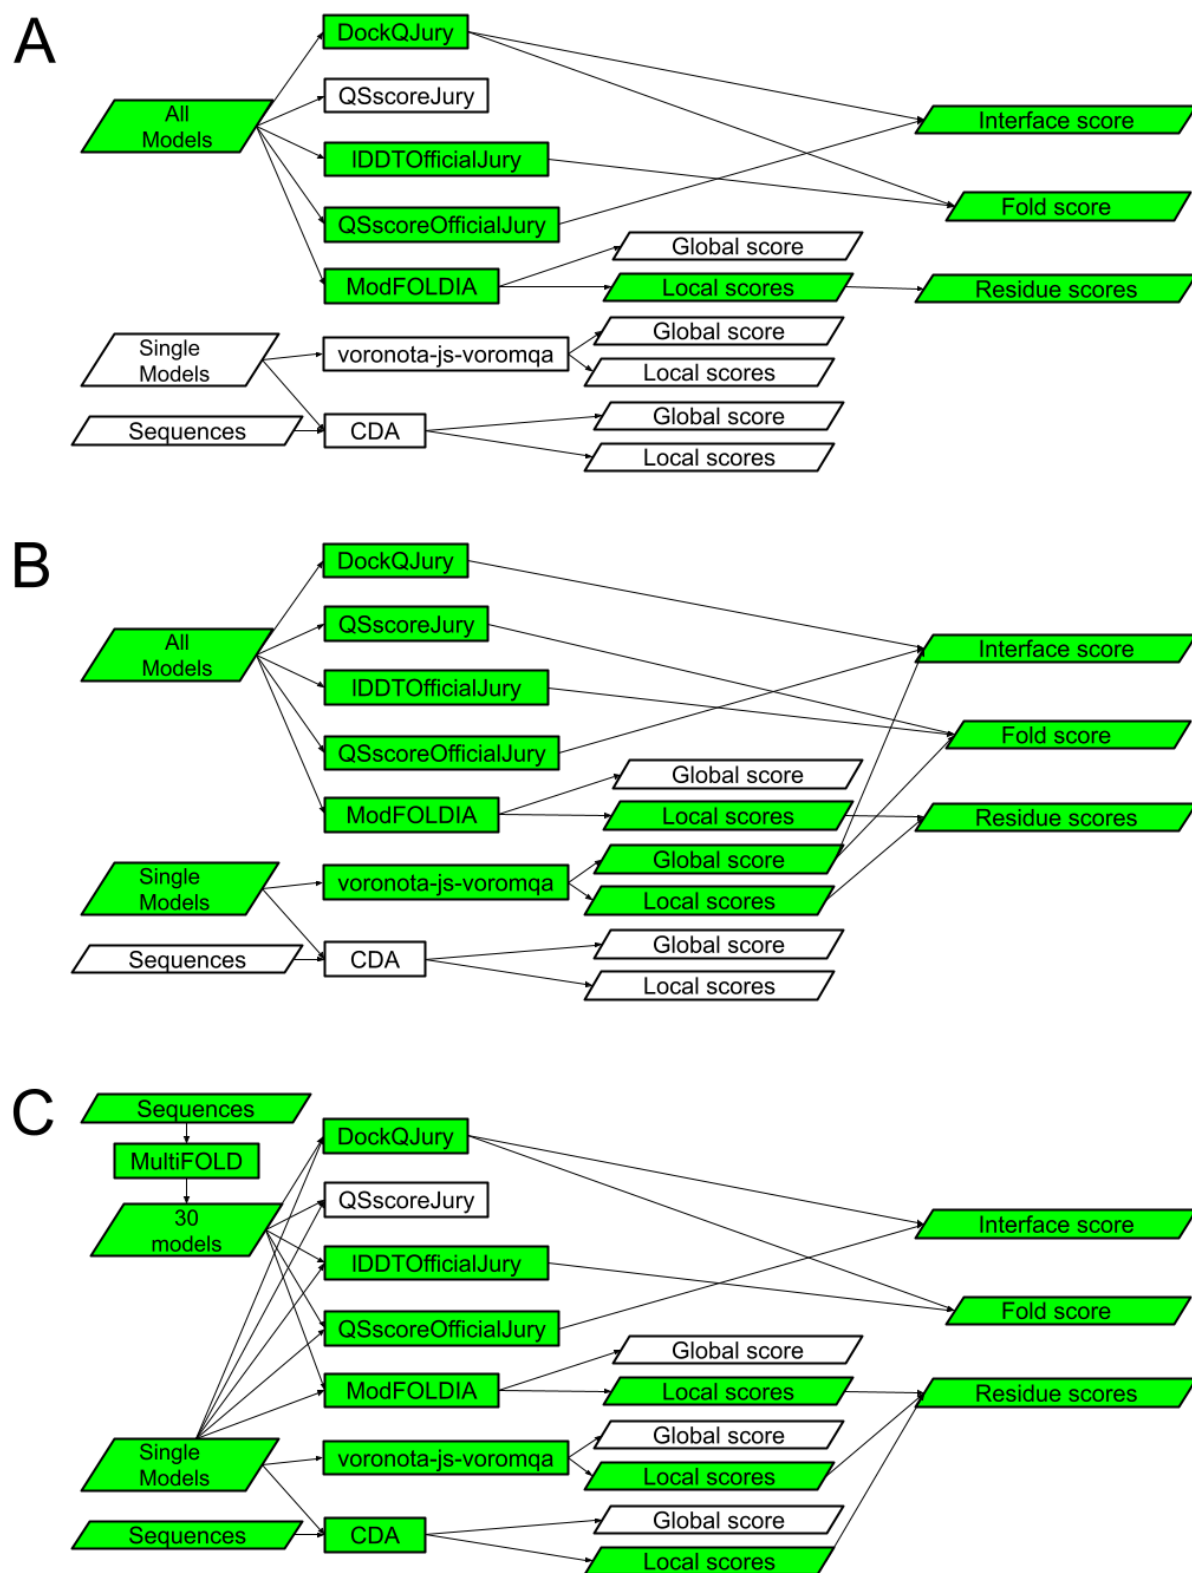 A
DockQJury
QSscoreJury
All
Models
Interface score
lDDTOfficialJury
Fold score
QSscoreOfficialJury
Global score
ModFOLDIA
Local scores
Residue scores
Global score
Single
Models
voronota-js-voromqa
Local scores
Global score
Sequences
CDA
Local scores
B
DockQJury
QSscoreJury
All
Models
Interface score
lDDTOfficialJury
Fold score
QSscoreOfficialJury
Global score
ModFOLDIA
Local scores
Residue scores
Global score
Single
Models
voronota-js-voromqa
Local scores
Global score
Sequences
CDA
Local scores
C
Sequences
DockQJury
MultiFOLD
QSscoreJury
30
models
Interface score
lDDTOfficialJury
Fold score
QSscoreOfficialJury
Global score
ModFOLDIA
Local scores
Residue scores
Global score
Single
Models
voronota-js-voromqa
Local scores
Global score
Sequences
CDA
Local scores